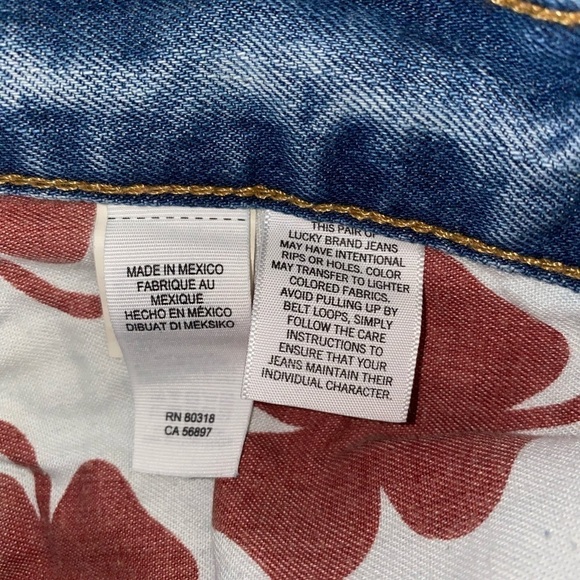 MADE IN MEXICO
FABRIQUE AU
MEXIQUE
HECHO EN MÉXICO
DIBUAT DI MEKSIKO
RN 80318
CA 56897
THIS PAIR OF
LUCKY BRAND JEANS
MAY HAVE INTENTIONAL
RIPS OR HOLES. COLOR
MAY TRANSFER TO LIGHTER
COLORED FABRICS.
AVOID PULLING UP BY
BELT LOOPS, SIMPLY
FOLLOW THE CARE
INSTRUCTIONS TO
ENSURE THAT YOUR
JEANS MAINTAIN THEIR
INDIVIDUAL CHARACTER.